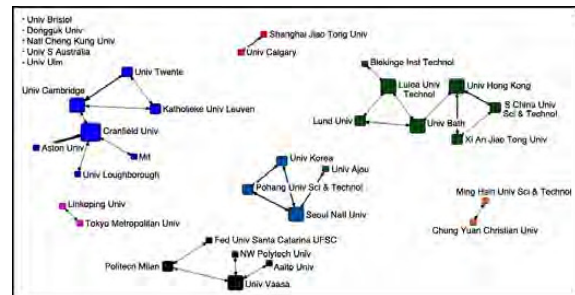 · Univ Bristol
· Dongguk Univ
· Natl Cheng Kung Univ
· Univ S Australia
· Univ Ulm
Shanghai Jiao Tong Univ
Univ Calgary
Univ Twente
Univ Cambridge
Katholieke Univ Leuven
Cranfield Univ
Aston Univ
Mit
Univ Loughborough
Blekinge Inst Technol
Lulea Univ
Technol
Univ Hong Kong
S China Univ
Sci & Technol
Lund Univ
Univ Bath
Xi An Jiao Tong Univ
Univ Korea
Univ Ajou
Pohang Univ Sci & Technol
Seoul Natl Univ
Linkoping Univ
Tokyo Metropolitan Univ
Ming Hsin Univ Sci & Technol
Chung Yuan Christian Univ
Fed Univ Santa Catarina UFSC
NW Polytech Univ
Politecn Milan
Aalto Univ
Univ Vaasa